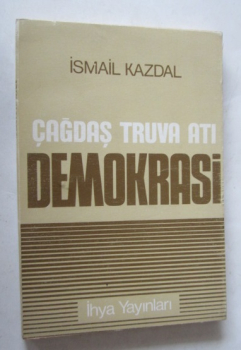 İSMAİL KAZDAL
ÇAĞDAŞ TRUVA ATI
DEMOKRASİ
İhya Yayınları